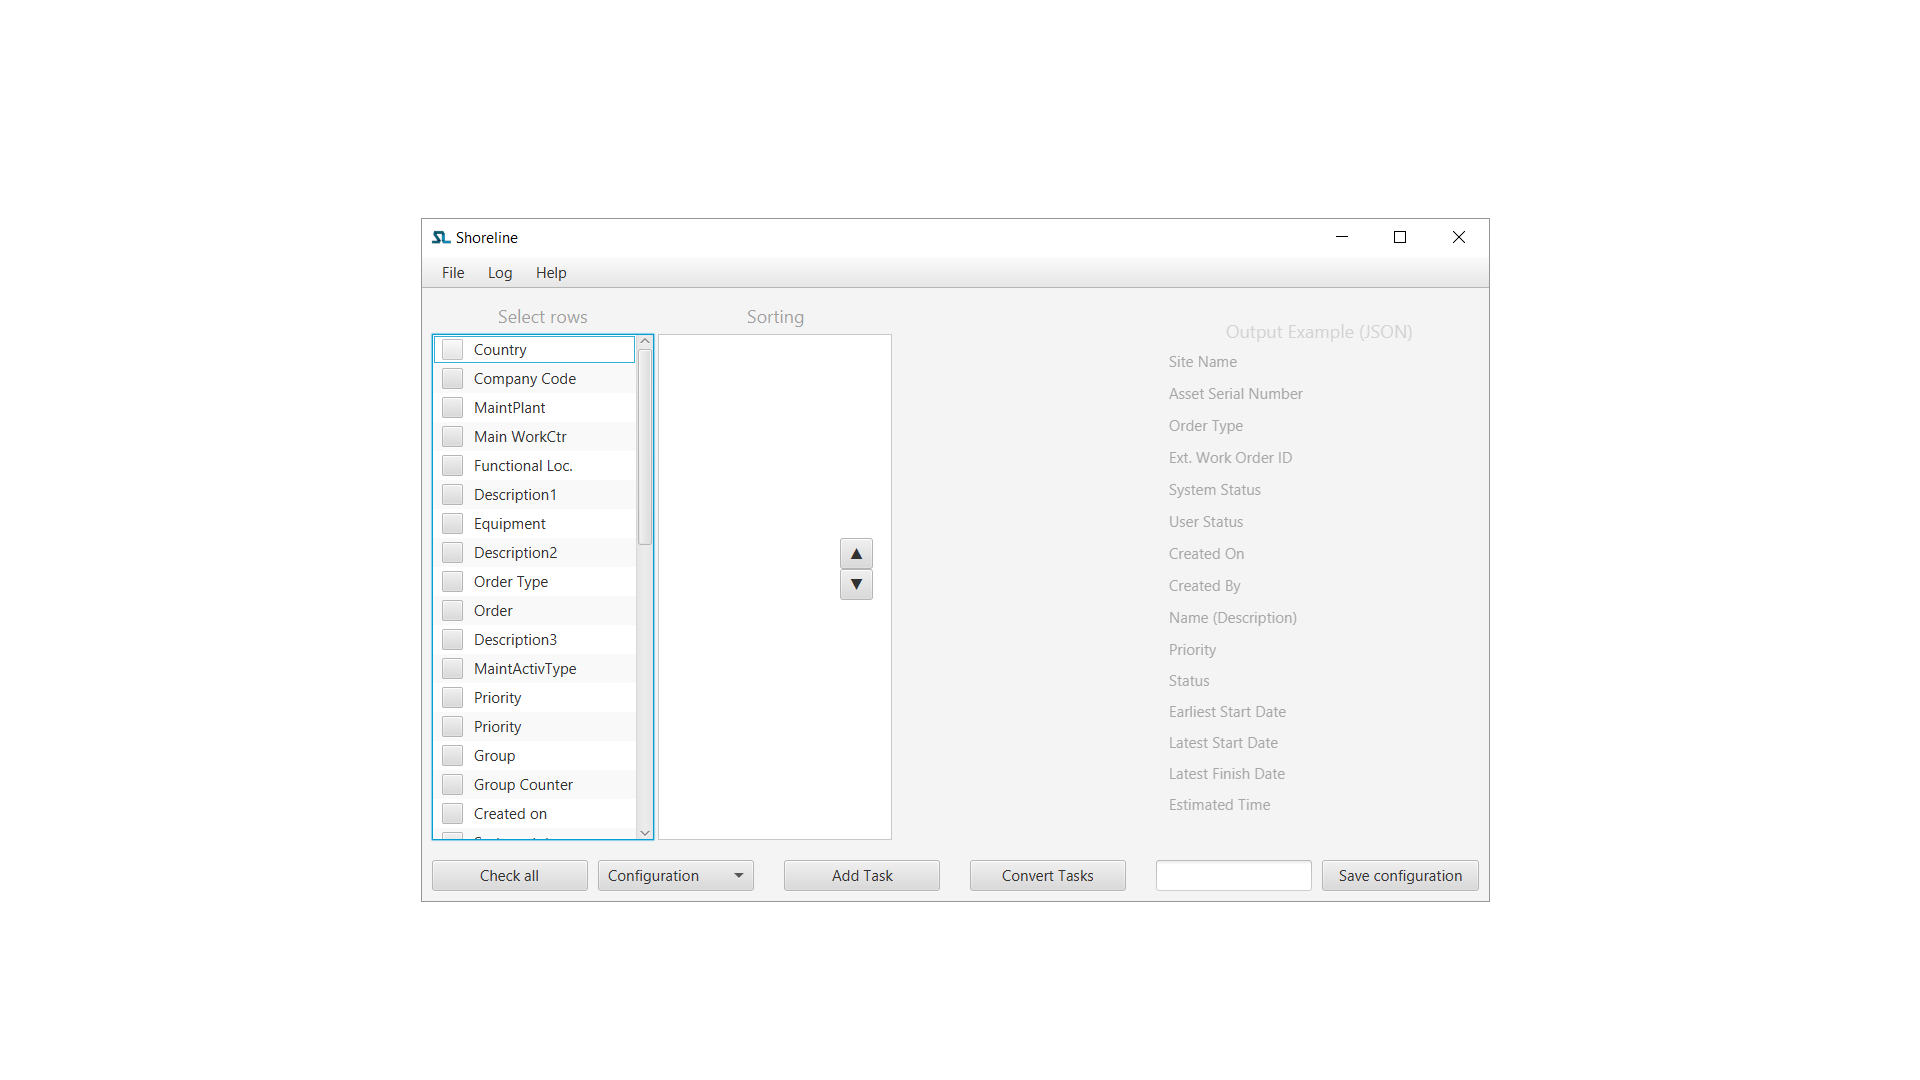 SL Shoreline
File Log Help
Select rows
Country
Company Code
MaintPlant
Main WorkCtr
Functional Loc.
Description1
Equipment
Description2
Order Type
Order
Description3
MaintActivType
Priority
Priority
Group
Group Counter
Created on
Sorting
▲
▼
Output Example (JSON)
Site Name
Asset Serial Number
Order Type
Ext. Work Order ID
System Status
User Status
Created On
Created By
Name (Description)
Priority
Status
Earliest Start Date
Latest Start Date
Latest Finish Date
Estimated Time
Check all Configuration Add Task Convert Tasks Save configuration